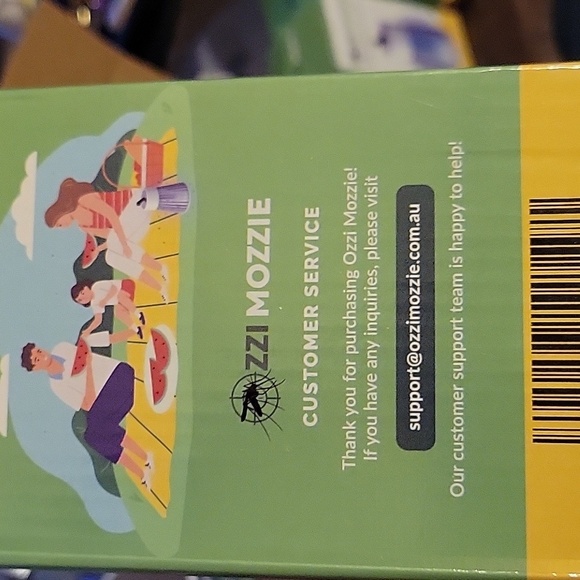 OZZI MOZZIE
CUSTOMER SERVICE
Thank you for purchasing Ozzi Mozzie!
If you have any inquiries, please visit
support@ozzimozzie.com.au
Our customer support team is happy to help!